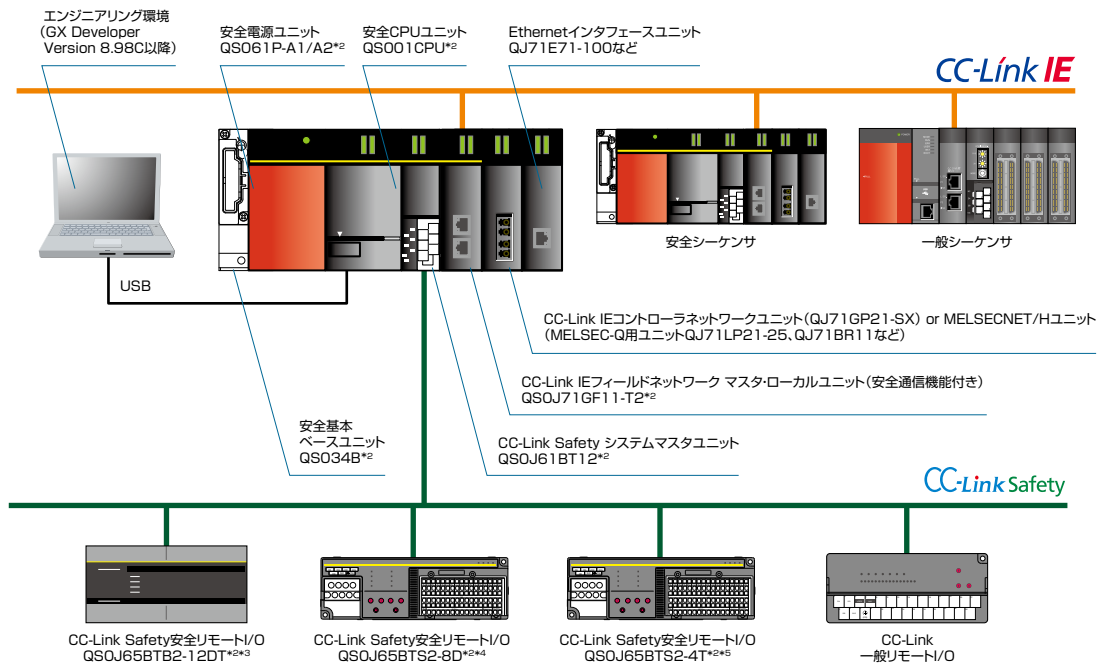 エンジニアリング環境
（GX Developer
Version 8.98C以降）
安全電源ユニット
QS061P-A1/A2*2
安全CPUユニット
QS001CPU*2
Ethernetインタフェースユニット
QJ71E71-100など
CC-Link IE
USB
安全シーケンサ
一般シーケンサ
CC-Link IEコントローラネットワークユニット（QJ71GP21-SX） or MELSECNET/Hユニット
（MELSEC-Q用ユニットQJ71LP21-25、QJ71BR11など）
CC-Link IEフィールドネットワーク マスタ・ローカルユニット（安全通信機能付き）
QS0J71GF11-T2*2
安全基本
ベースユニット
QS034B*2
CC-Link Safety システムマスタユニット
QS0J61BT12*2
CC-Link Safety
CC-Link Safety安全リモートI/O
QS0J65BTB2-12DT*2*3
CC-Link Safety安全リモートI/O
QS0J65BTS2-8D*2*4
CC-Link Safety安全リモートI/O
QS0J65BTS2-4T*2*5
CC-Link
一般リモートI/O